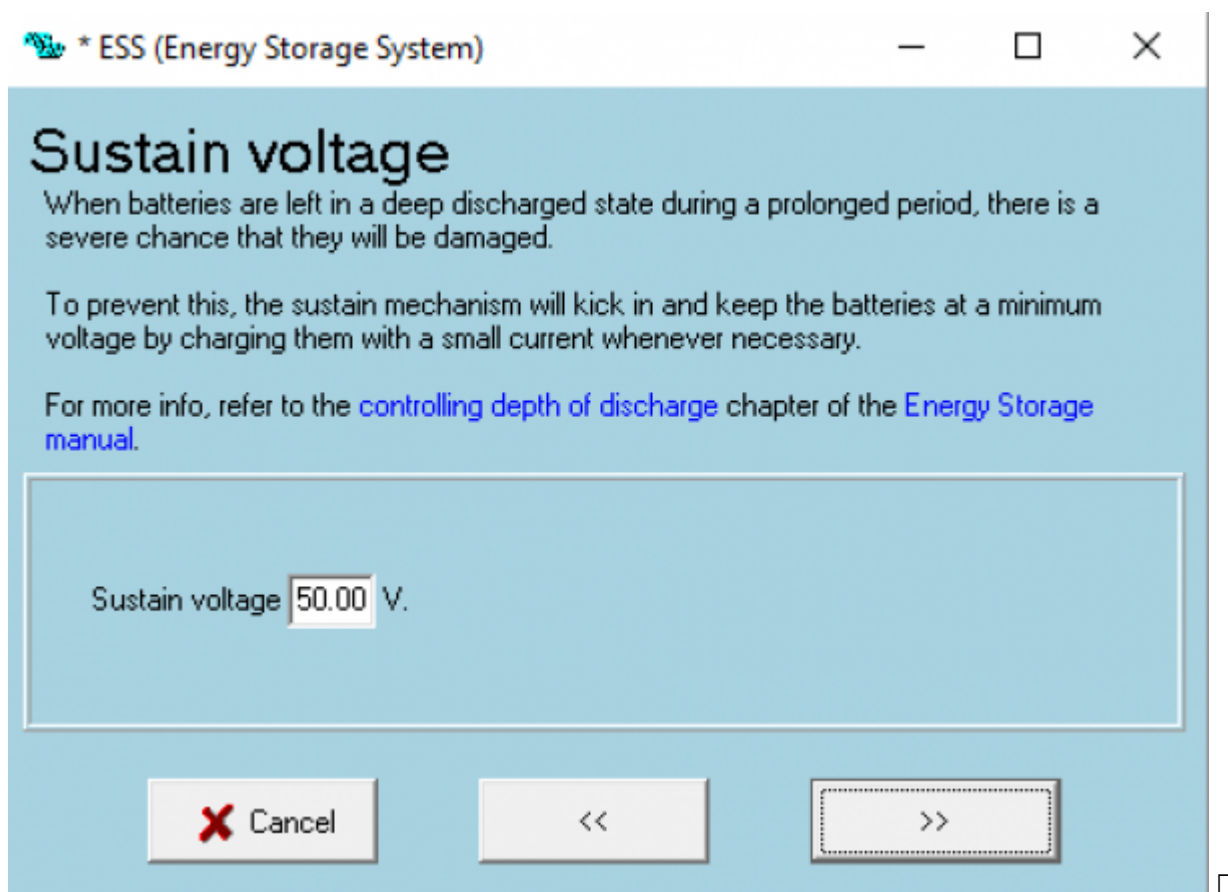 * ESS (Energy Storage System)
Sustain voltage
When batteries are left in a deep discharged state during a prolonged period, there is a
severe chance that they will be damaged.
To prevent this, the sustain mechanism will kick in and keep the batteries at a minimum
voltage by charging them with a small current whenever necessary.
For more info, refer to the controlling depth of discharge chapter of the Energy Storage
manual.
Sustain voltage 50.00 V.
Cancel << >>